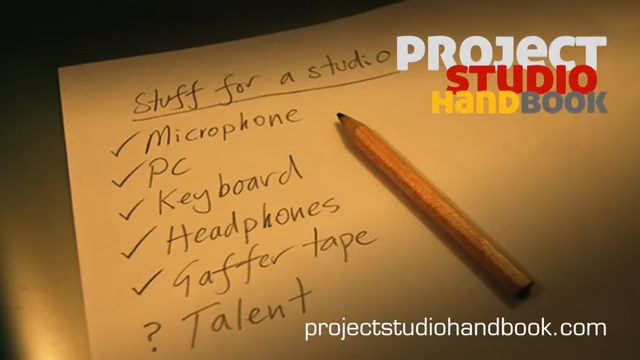 PROJECT
STUDIO
HANDBOOK
Stuff for a studio
✓ Microphone
✓ PC
✓ Keyboard
✓ Headphones
✓ Gaffer tape
? Talent
projectstudiohandbook.com